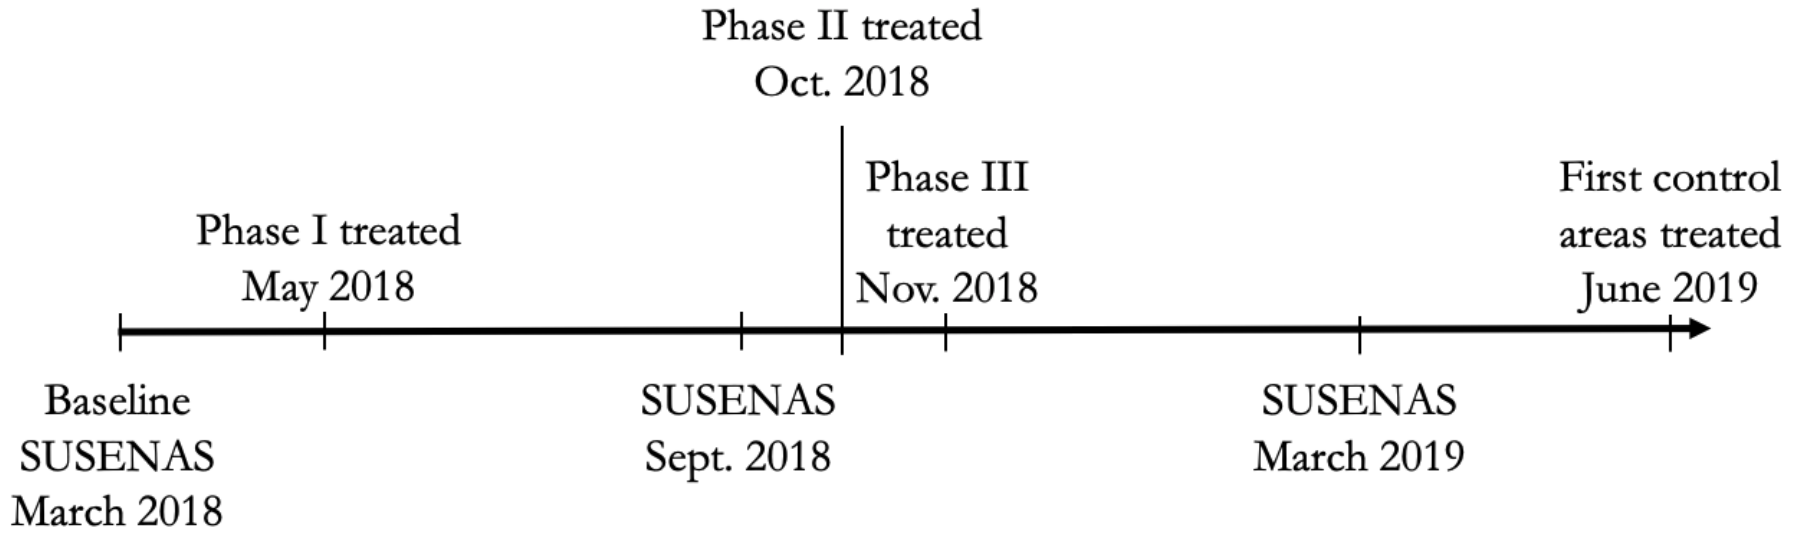 Phase II treated
Oct. 2018
Phase I treated
May 2018
Phase III
treated
Nov. 2018
First control
areas treated
June 2019
Baseline
SUSENAS
March 2018
SUSENAS
Sept. 2018
SUSENAS
March 2019